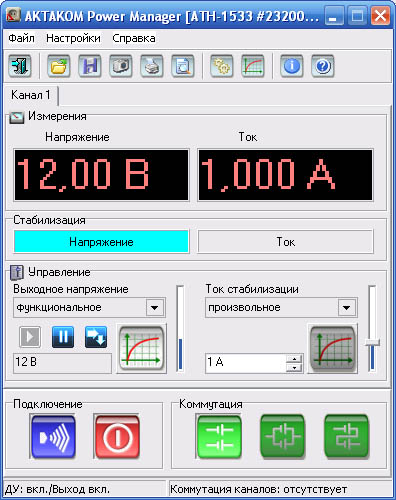 AKTAKOM Power Manager [ATH-1533 #23200...
Файл Настройки Справка
Канал 1
Измерения
Напряжение Ток
12,00 В 1,000 А
Стабилизация
Напряжение Ток
Управление
Выходное напряжение Ток стабилизации
функциональное произвольное
12 В 1 А
Подключение Коммутация
ДУ: вкл./Выход вкл. Коммутация каналов: отсутствует